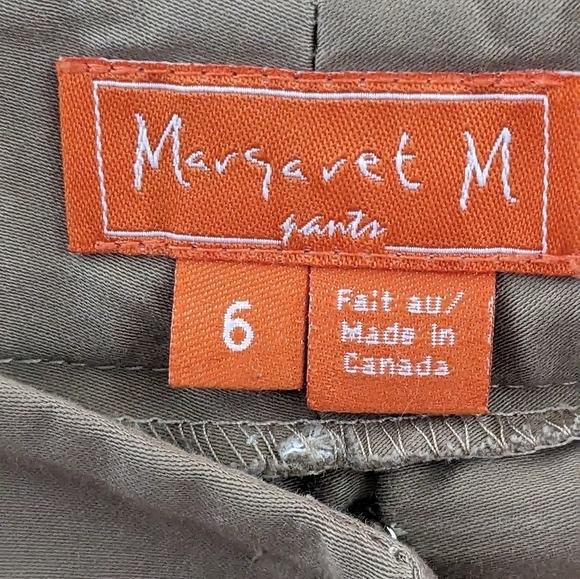 Margaret M
pants
6
Fait au/
Made in
Canada